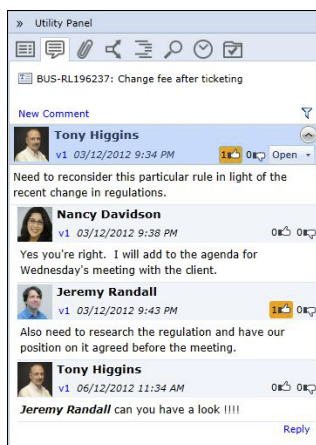 » Utility Panel
BUS-RL196237: Change fee after ticketing
New Comment
Tony Higgins
v1 03/12/2012 9:34 PM 1 0 Open
Need to reconsider this particular rule in light of the
recent change in regulations.
Nancy Davidson
v1 03/12/2012 9:38 PM 0 0
Yes you're right. I will add to the agenda for
Wednesday's meeting with the client.
Jeremy Randall
v1 03/12/2012 9:43 PM 1 0
Also need to research the regulation and have our
position on it agreed before the meeting.
Tony Higgins
v1 06/12/2012 11:34 AM 0 0
Jeremy Randall can you have a look !!!!
Reply